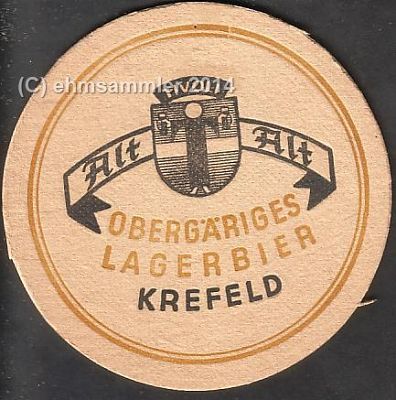 (C) ehmsammler 2014
Alt Alt
OBERGÄRIGES
LAGERBIER
KREFELD